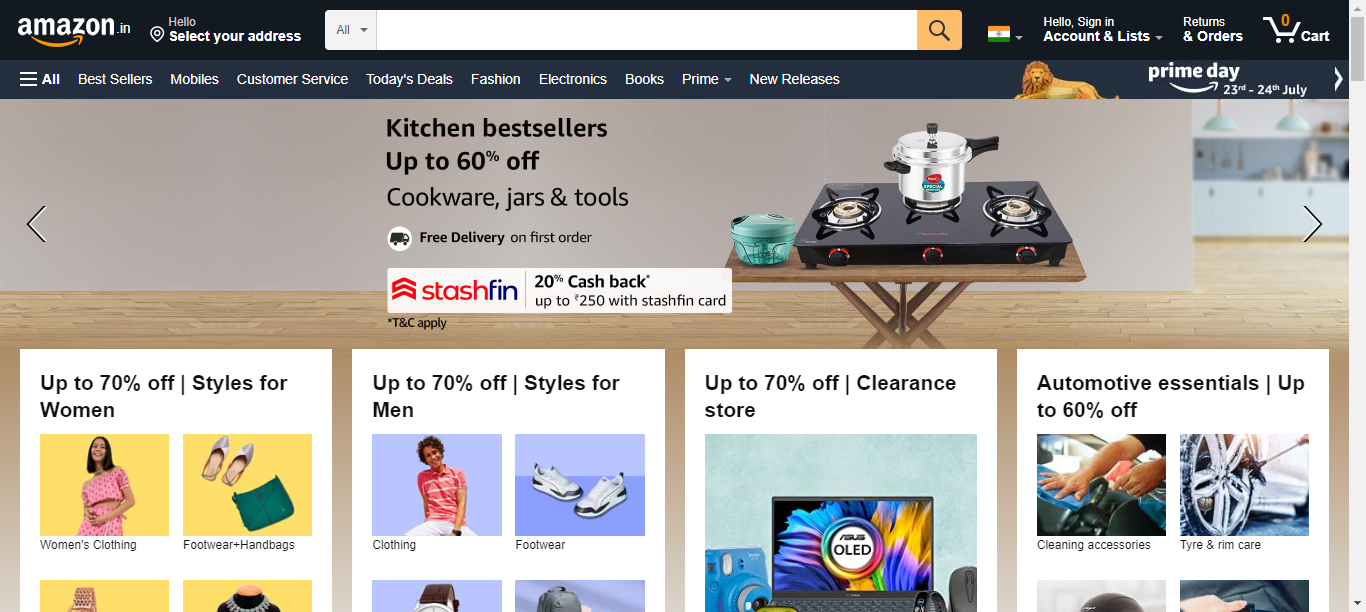 amazon.in
Hello
Select your address
All
Hello, Sign in
Account & Lists
Returns
& Orders
0
Cart
All
Best Sellers
Mobiles
Customer Service
Today's Deals
Fashion
Electronics
Books
Prime
New Releases
prime day
23rd - 24th July
Kitchen bestsellers
Up to 60% off
Cookware, jars & tools
Free Delivery on first order
stashfin
20% Cash back*
up to ₹250 with stashfin card
*T&C apply
SPECIAL
Up to 70% off | Styles for
Women
Women's Clothing
Footwear+Handbags
Up to 70% off | Styles for
Men
Clothing
Footwear
Up to 70% off | Clearance
store
ASUS
OLED
Automotive essentials | Up
to 60% off
Cleaning accessories
Tyre & rim care